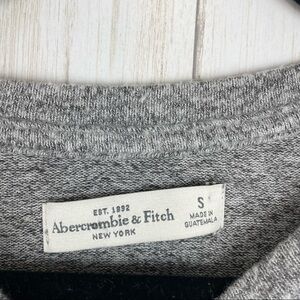 EST. 1892
Abercrombie & Fitch
NEW YORK
S
MADE IN
GUATEMALA